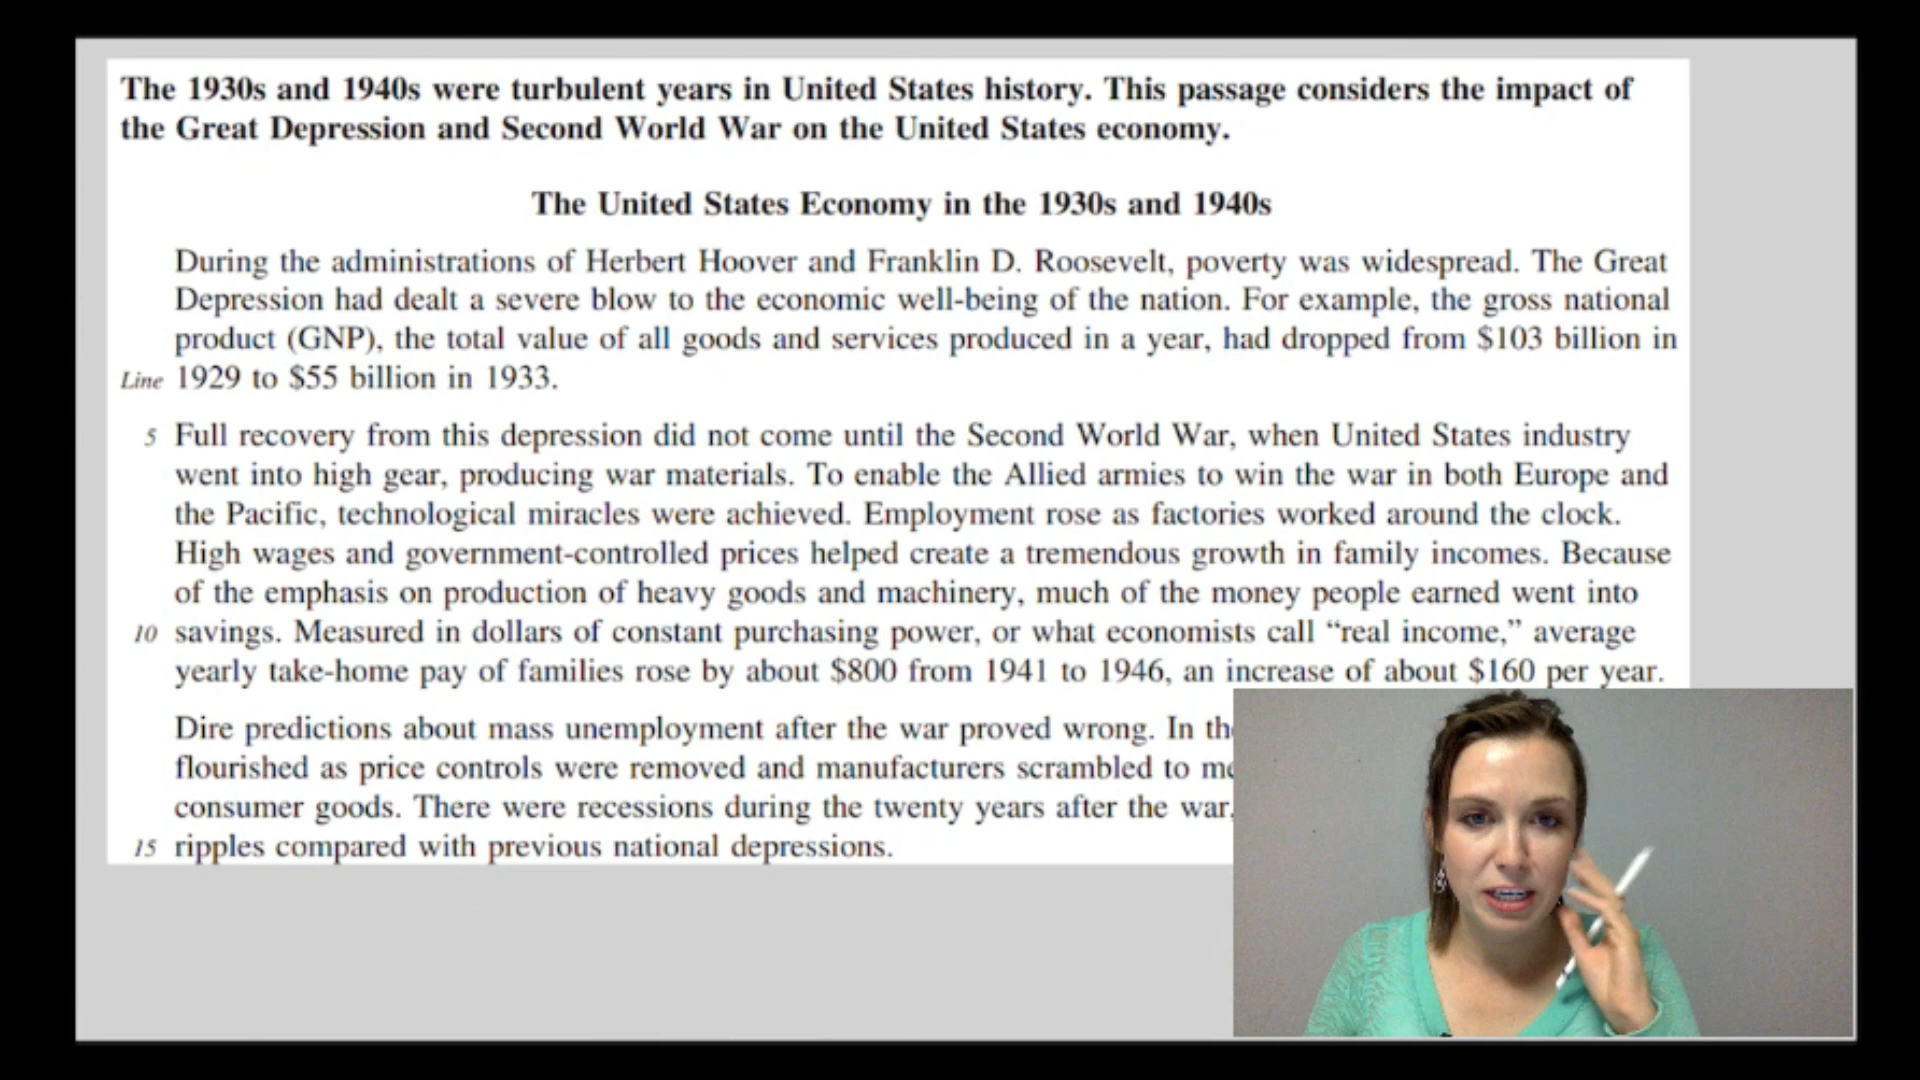 The 1930s and 1940s were turbulent years in United States history. This passage considers the impact of
the Great Depression and Second World War on the United States economy.
The United States Economy in the 1930s and 1940s
During the administrations of Herbert Hoover and Franklin D. Roosevelt, poverty was widespread. The Great
Depression had dealt a severe blow to the economic well-being of the nation. For example, the gross national
product (GNP), the total value of all goods and services produced in a year, had dropped from $103 billion in
Line 1929 to $55 billion in 1933.
5 Full recovery from this depression did not come until the Second World War, when United States industry
went into high gear, producing war materials. To enable the Allied armies to win the war in both Europe and
the Pacific, technological miracles were achieved. Employment rose as factories worked around the clock.
High wages and government-controlled prices helped create a tremendous growth in family incomes. Because
of the emphasis on production of heavy goods and machinery, much of the money people earned went into
10 savings. Measured in dollars of constant purchasing power, or what economists call “real income,” average
yearly take-home pay of families rose by about $800 from 1941 to 1946, an increase of about $160 per year.
Dire predictions about mass unemployment after the war proved wrong. In
flourished as price controls were removed and manufacturers scrambled to
consumer goods. There were recessions during the twenty years after the war,
15 ripples compared with previous national depressions.